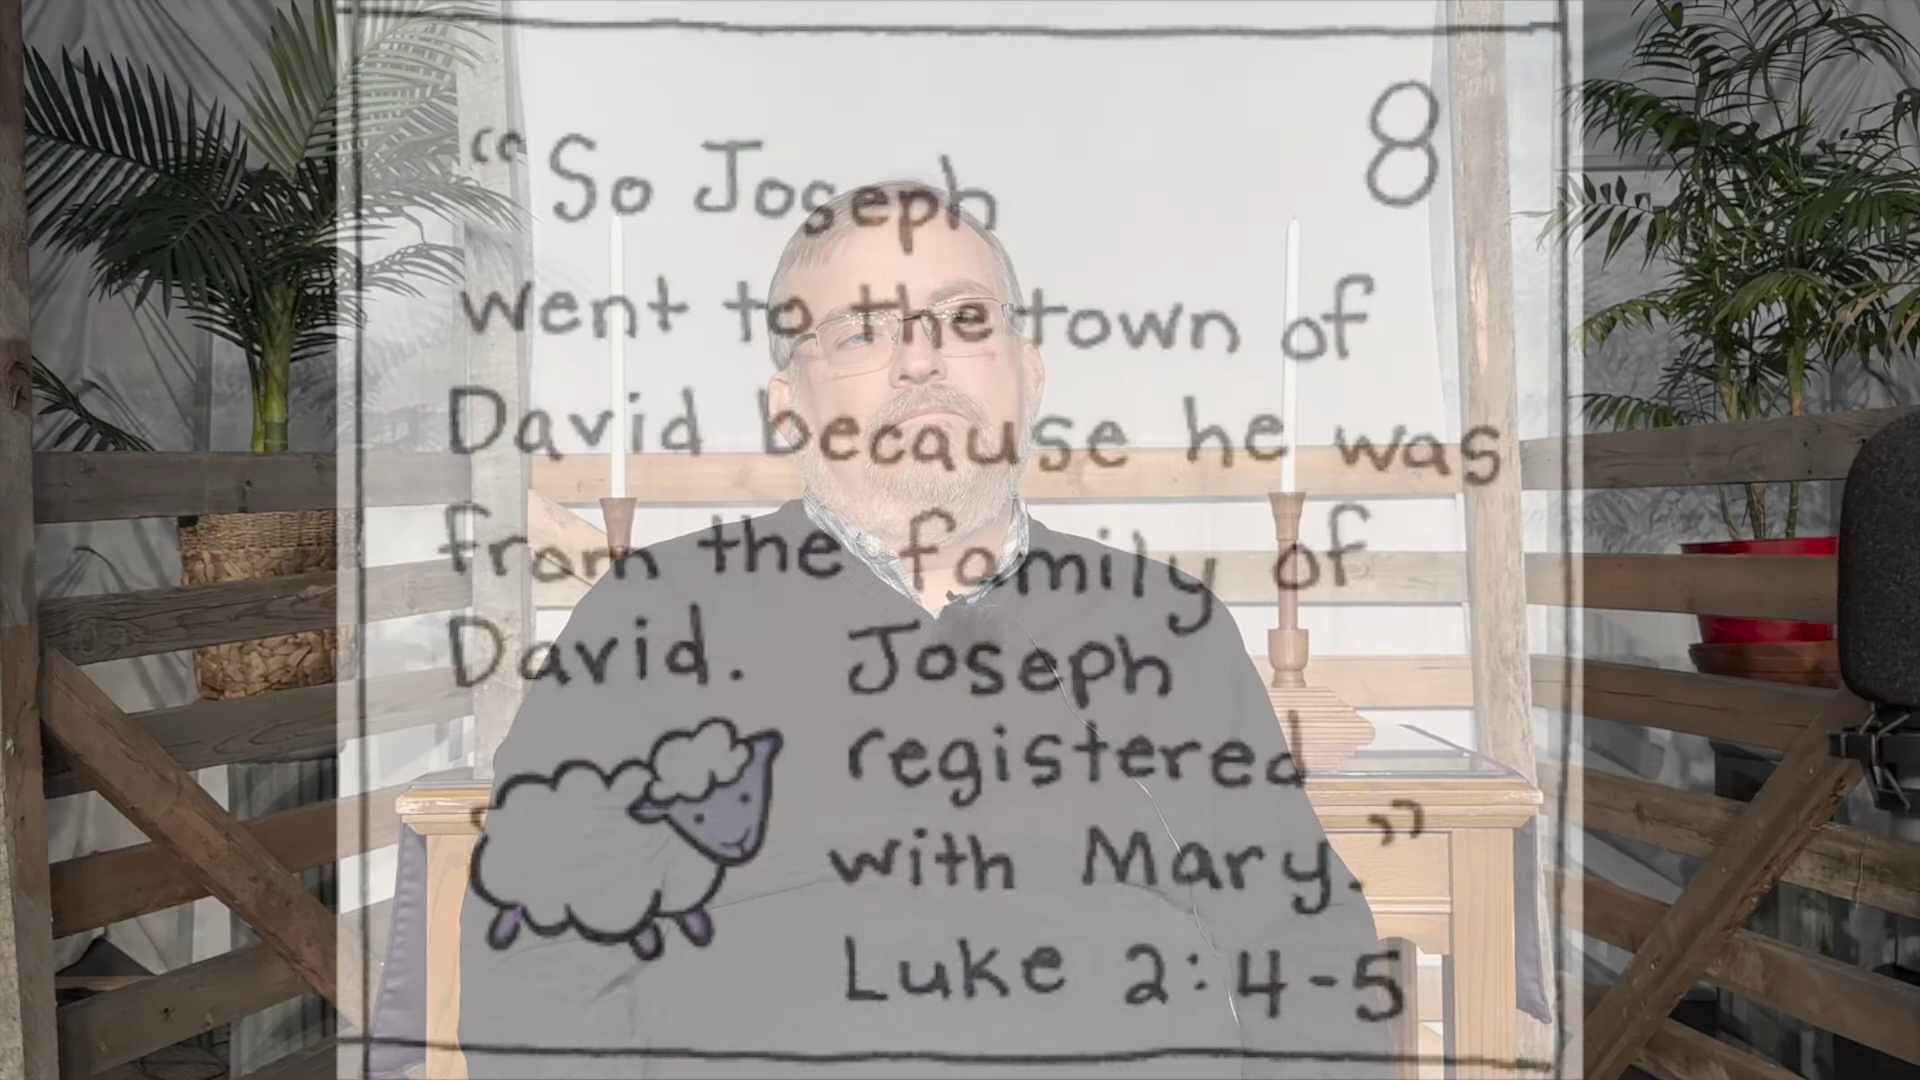 8
“So Joseph
went to the town of
David because he was
from the family of
David. Joseph
registered
with Mary.”
Luke 2:4-5